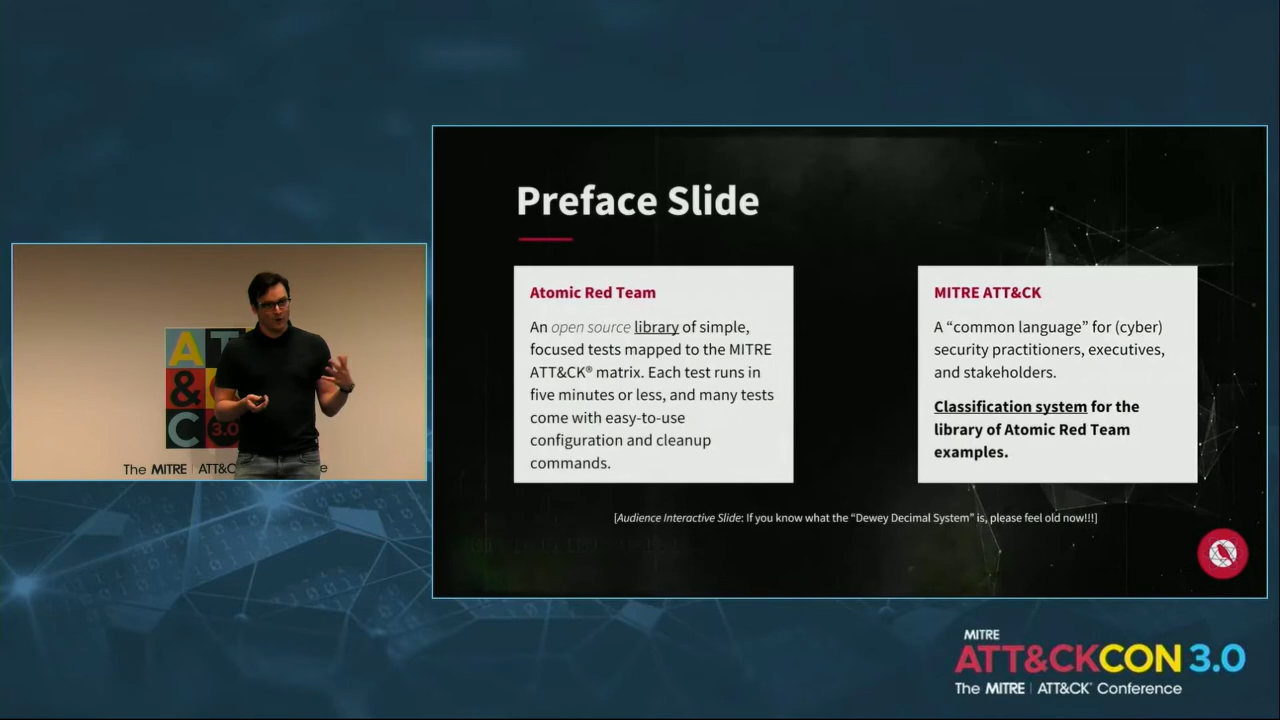 AT
&C
C 3.0
The MITRE | ATT&C e
Preface Slide
Atomic Red Team
An open source library of simple,
focused tests mapped to the MITRE
ATT&CK® matrix. Each test runs in
five minutes or less, and many tests
come with easy-to-use
configuration and cleanup
commands.
MITRE ATT&CK
A “common language” for (cyber)
security practitioners, executives,
and stakeholders.
Classification system for the
library of Atomic Red Team
examples.
[Audience Interactive Slide: If you know what the “Dewey Decimal System” is, please feel old now!!!]
MITRE
ATT&CKCON 3.0
The MITRE | ATT&CK® Conference